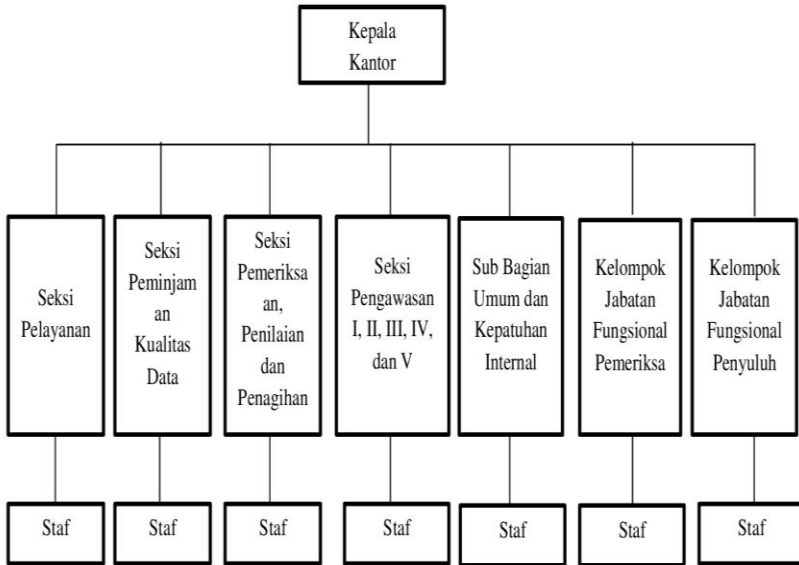 Kepala
Kantor
Seksi
Pelayanan
Seksi
Peminjam
an
Kualitas
Data
Seksi
Pemeriksa
an,
Penilaian
dan
Penagihan
Seksi
Pengawasan
I, II, III, IV,
dan V
Sub Bagian
Umum dan
Kepatuhan
Internal
Kelompok
Jabatan
Fungsional
Pemeriksa
Kelompok
Jabatan
Fungsional
Penyuluh
Staf
Staf
Staf
Staf
Staf
Staf
Staf